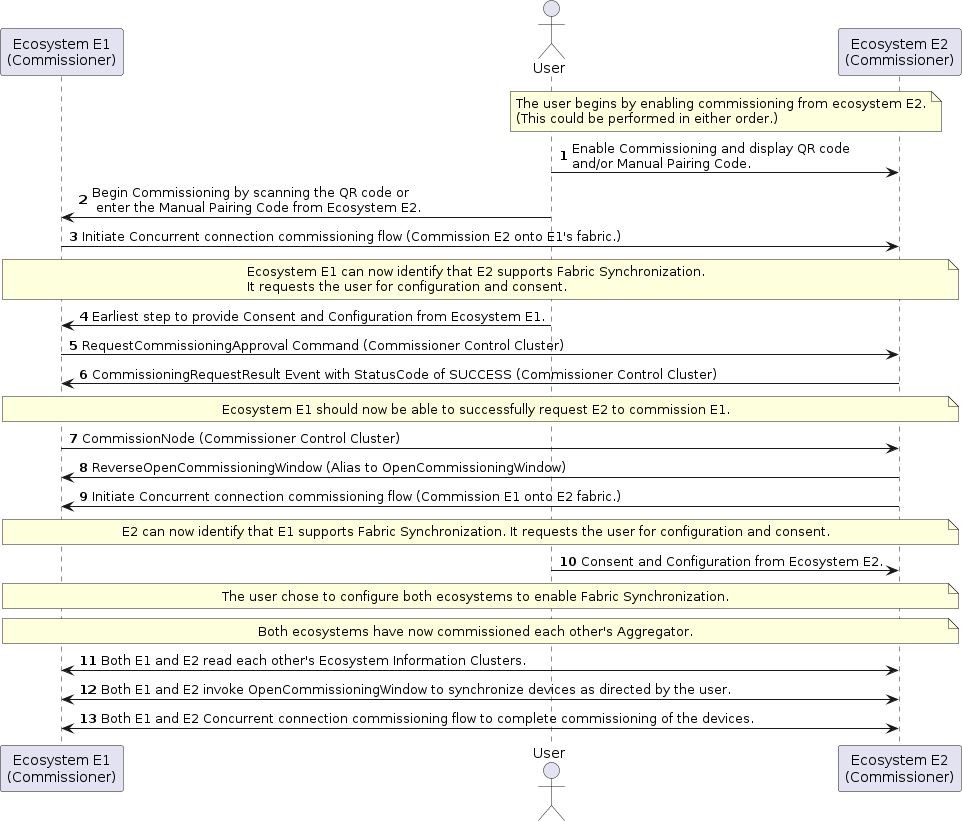 Ecosystem E1
(Commissioner)
User
Ecosystem E2
(Commissioner)
The user begins by enabling commissioning from ecosystem E2.
(This could be performed in either order.)
1 Enable Commissioning and display QR code
and/or Manual Pairing Code.
2 Begin Commissioning by scanning the QR code or
enter the Manual Pairing Code from Ecosystem E2.
3 Initiate Concurrent connection commissioning flow (Commission E2 onto E1's fabric.)
Ecosystem E1 can now identify that E2 supports Fabric Synchronization.
It requests the user for configuration and consent.
4 Earliest step to provide Consent and Configuration from Ecosystem E1.
5 RequestCommissioningApproval Command (Commissioner Control Cluster)
6 CommissioningRequestResult Event with StatusCode of SUCCESS (Commissioner Control Cluster)
Ecosystem E1 should now be able to successfully request E2 to commission E1.
7 CommissionNode (Commissioner Control Cluster)
8 ReverseOpenCommissioningWindow (Alias to OpenCommissioningWindow)
9 Initiate Concurrent connection commissioning flow (Commission E1 onto E2 fabric.)
E2 can now identify that E1 supports Fabric Synchronization. It requests the user for configuration and consent.
10 Consent and Configuration from Ecosystem E2.
The user chose to configure both ecosystems to enable Fabric Synchronization.
Both ecosystems have now commissioned each other's Aggregator.
11 Both E1 and E2 read each other's Ecosystem Information Clusters.
12 Both E1 and E2 invoke OpenCommissioningWindow to synchronize devices as directed by the user.
13 Both E1 and E2 Concurrent connection commissioning flow to complete commissioning of the devices.
Ecosystem E1
(Commissioner)
User
Ecosystem E2
(Commissioner)